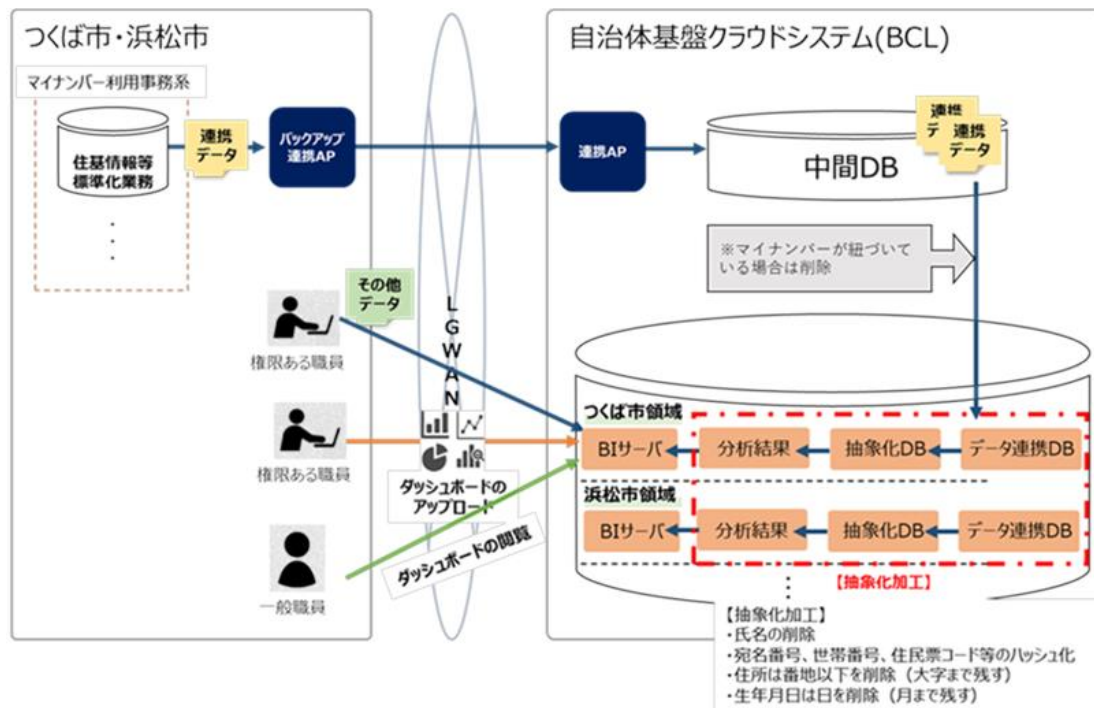 つくば市・浜松市
マイナンバー利用事務系
住基情報等
標準化業務
・
・
・
連携
データ
バックアップ
連携AP
自治体基盤クラウドシステム(BCL)
連携AP
中間DB
連携
デ
連携
データ
※マイナンバーが紐づいて
いる場合は削除
その他
データ
権限ある職員
権限ある職員
一般職員
LGWAN
ダッシュボードの
アップロード
ダッシュボードの閲覧
つくば市領域
BIサーバ
分析結果
抽象化DB
データ連携DB
浜松市領域
BIサーバ
分析結果
抽象化DB
データ連携DB
【抽象化加工】
【抽象化加工】
・氏名の削除
・宛名番号、世帯番号、住民票コード等のハッシュ化
・住所は番地以下を削除（大字まで残す）
・生年月日は日を削除（月まで残す）